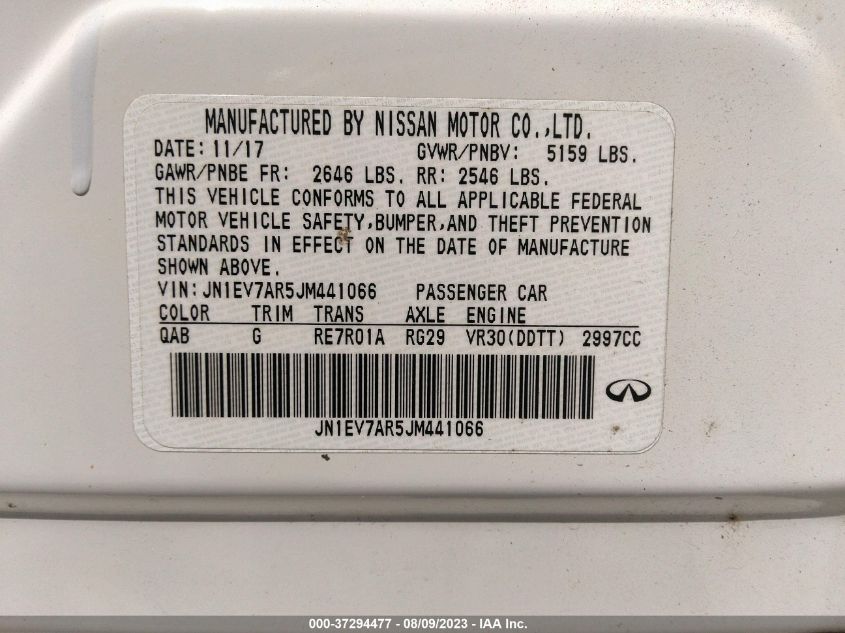 MANUFACTURED BY NISSAN MOTOR CO.,LTD.
DATE: 11/17 GVWR/PNBV: 5159 LBS.
GAWR/PNBE FR: 2646 LBS. RR: 2546 LBS.
THIS VEHICLE CONFORMS TO ALL APPLICABLE FEDERAL
MOTOR VEHICLE SAFETY,BUMPER,AND THEFT PREVENTION
STANDARDS IN EFFECT ON THE DATE OF MANUFACTURE
SHOWN ABOVE.
VIN: JN1EV7AR5JM441066 PASSENGER CAR
COLOR TRIM TRANS AXLE ENGINE
QAB G RE7R01A RG29 VR30(DDTT) 2997CC
JN1EV7AR5JM441066
000-37294477 - 08/09/2023 - IAA Inc.